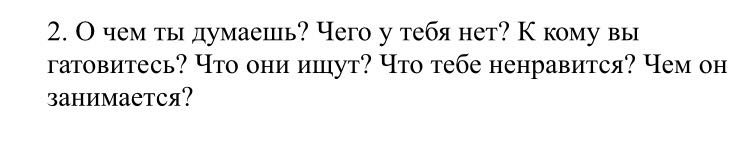 2. О чем ты думаешь? Чего у тебя нет? К кому вы
гатовитесь? Что они ищут? Что тебе ненравится? Чем он
занимается?